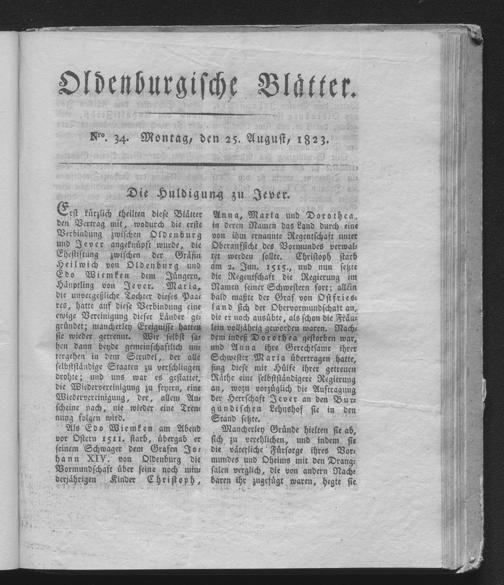 Oldenburgische Blätter.
Nro. 34. Montag, den 25. August, 1823.
Die Huldigung zu Jever.
Erst kürzlich theilten diese Blätter
den Vertrag mit, wodurch die erste
Verbindung zwischen Oldenburg
und Jever angeknüpft wurde, die
Ehestiftung zwischen der Gräfin
Heilwich von Oldenburg und
Edo Wiemken dem Jüngern,
Häuptling von Jever. Maria,
die unvergeßliche Tochter dieses Paa-
res, hatte auf diese Verbindung eine
ewige Vereinigung dieser Länder ge-
gründet; mancherley Ereignisse hatten
sie wieder getrennt. Wir selbst sa-
hen dann beyde gemeinschaftlich un-
tergehen in dem Strudel, der alle
selbstständige Staaten zu verschlingen
drohte; und uns war es gestattet,
die Wiedervereinigung zu feyern, eine
Wiedervereinigung, der, allem An-
scheine nach, nie wieder eine Tren-
nung folgen wird.
Als Edo Wiemken am Abend
vor Ostern 1511. starb, übergab er
seinem Schwager dem Grafen Jo-
hann XIV. von Oldenburg die
Vormundschaft über seine noch min-
derjährigen Kinder Christoph,
Anna, Maria und Dorothea,
in deren Namen das Land durch eine
von ihm ernannte Regentschaft unter
Oberaufsicht des Vormundes verwal-
tet werden sollte. Christoph starb
am 2. Jun. 1515., und nun setzte
die Regentschaft die Regierung im
Namen seiner Schwestern fort; allein
bald maßte der Graf von Ostfries-
land sich der Obervormundschaft an,
die er noch ausübte, als schon die Fräu-
lein volljährig geworden waren. Nach-
dem indeß Dorothea gestorben war,
und Anna ihre Gerechtsame ihrer
Schwester Maria übertragen hatte,
fing diese mit Hülfe ihrer getreuen
Räthe eine selbstständigere Regierung
an, wozu vorzüglich die Auftragung
der Herrschaft Jever an den Bur-
gundischen Lehnshof sie in den
Stand setzte.
Mancherley Gründe hielten sie ab,
sich zu verehlichen, und indem sie
die väterliche Fürsorge ihres Vor-
mundes und Oheims mit den Drang-
salen verglich, die von andern Nach-
baren ihr zugefügt waren, hegte sie